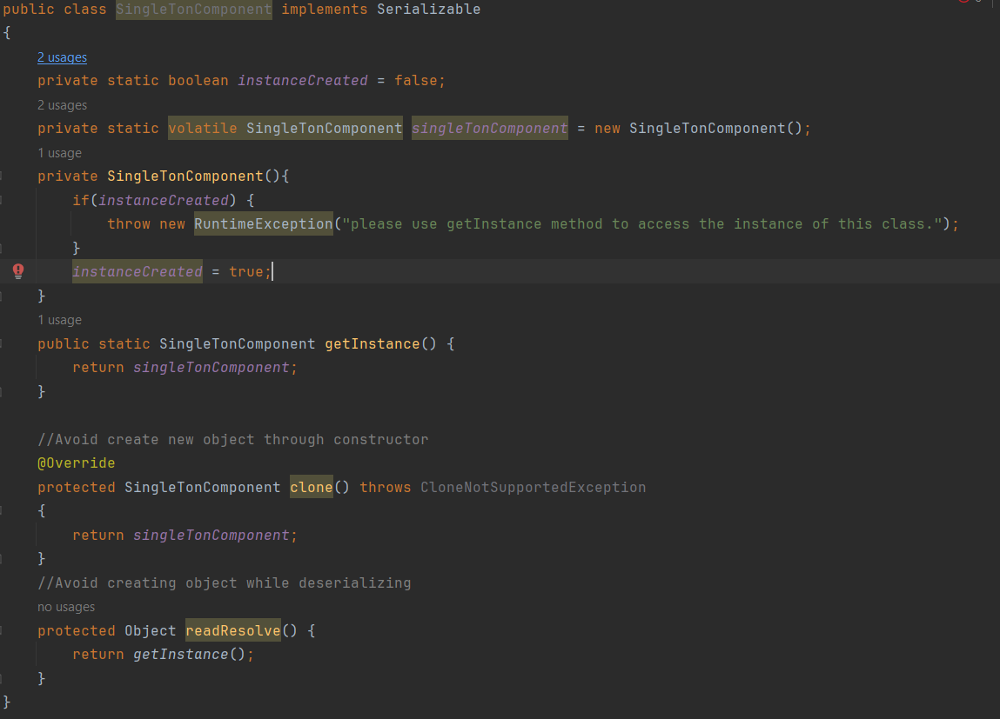 public class SingleTonComponent implements Serializable
{
2 usages
private static boolean instanceCreated = false;
2 usages
private static volatile SingleTonComponent singleTonComponent = new SingleTonComponent();
1 usage
private SingleTonComponent(){
if(instanceCreated) {
throw new RuntimeException("please use getInstance method to access the instance of this class.");
}
instanceCreated = true;
}
1 usage
public static SingleTonComponent getInstance() {
return singleTonComponent;
}
//Avoid create new object through constructor
@Override
protected SingleTonComponent clone() throws CloneNotSupportedException
{
return singleTonComponent;
}
//Avoid creating object while deserializing
no usages
protected Object readResolve() {
return getInstance();
}
}